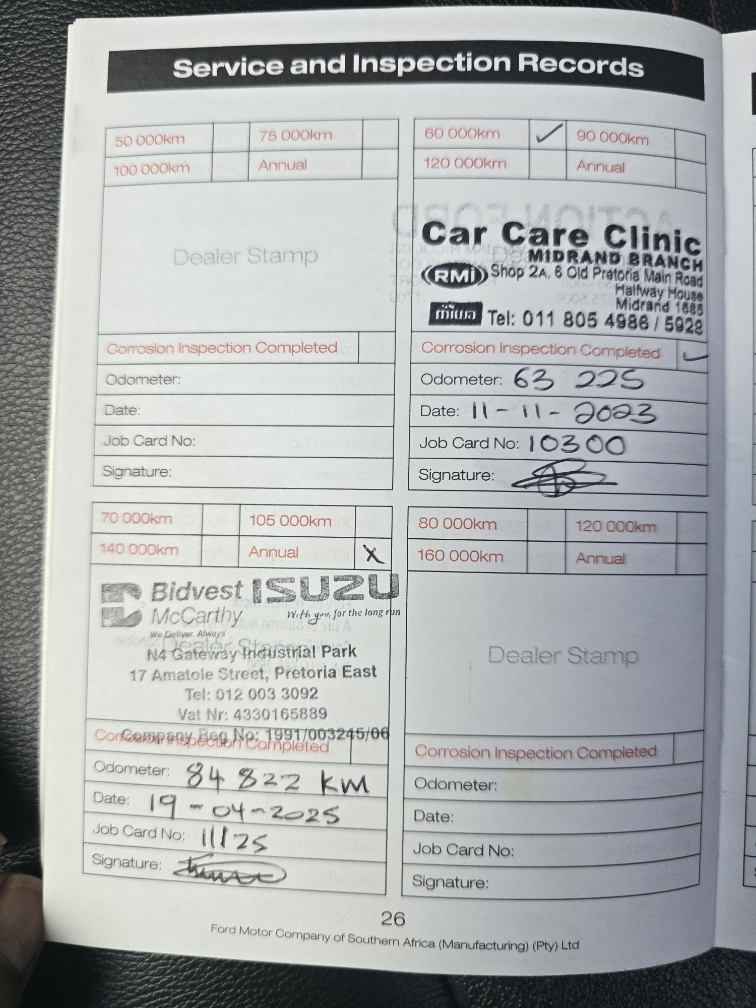 Service and Inspection Records
50 000km 75 000km
100 000km Annual
Dealer Stamp
Corrosion Inspection Completed
Odometer:
Date:
Job Card No:
Signature:
60 000km ✓ 90 000km
120 000km Annual
Car Care Clinic
MIDRAND BRANCH
RMi Shop 2A, 6 Old Pretoria Main Road
Halfway House
Midrand 1685
miwa Tel: 011 805 4986 / 5928
Corrosion Inspection Completed ✓
Odometer: 63 225
Date: 11-11-2023
Job Card No: 10300
Signature:
70 000km 105 000km
140 000km Annual X
Bidvest ISUZU
McCarthy With you, for the long run
We Deliver. Always
Dealer Stamp
N4 Gateway Industrial Park
17 Amatole Street, Pretoria East
Tel: 012 003 3092
Vat Nr: 4330165889
Company Reg No: 1991/003245/06
Corrosion Inspection Completed
Odometer: 84 822 KM
Date: 19-04-2025
Job Card No: 11125
Signature:
80 000km 120 000km
160 000km Annual
Dealer Stamp
Corrosion Inspection Completed
Odometer:
Date:
Job Card No:
Signature:
26
Ford Motor Company of Southern Africa (Manufacturing) (Pty) Ltd